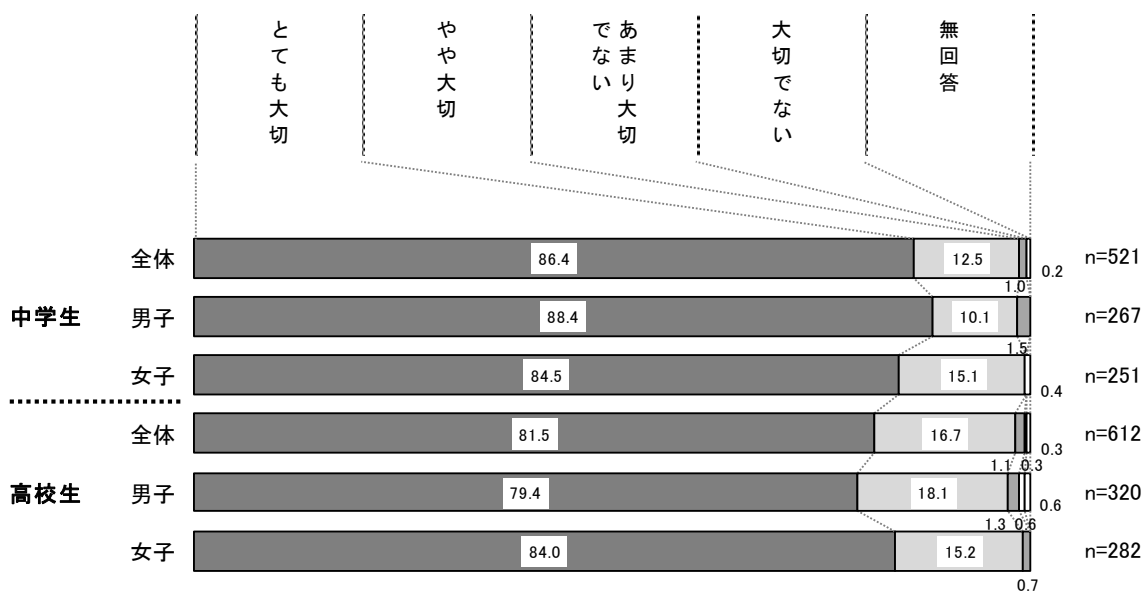 とても大切
やや大切
あまり大切
でない
大切でない
無回答
全体 86.4 12.5 1.0 0.2 n=521
中学生 男子 88.4 10.1 1.5 n=267
女子 84.5 15.1 0.4 n=251
全体 81.5 16.7 1.1 0.3 0.3 n=612
高校生 男子 79.4 18.1 1.3 0.6 0.6 n=320
女子 84.0 15.2 0.7 n=282